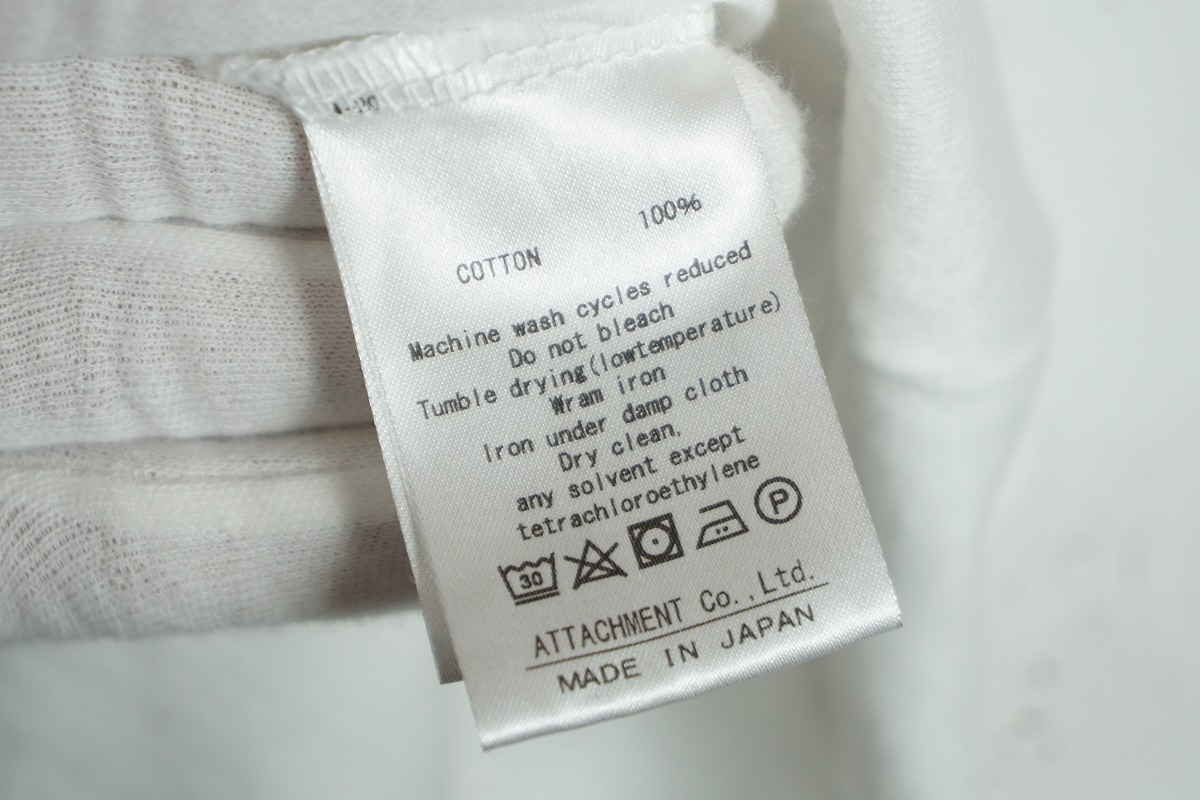 COTTON 100%
Machine wash cycles reduced
Do not bleach
Tumble drying(lowtemperature)
Wram iron
Iron under damp cloth
Dry clean,
any solvent except
tetrachloroethylene
30 P
ATTACHMENT Co.,Ltd.
MADE IN JAPAN